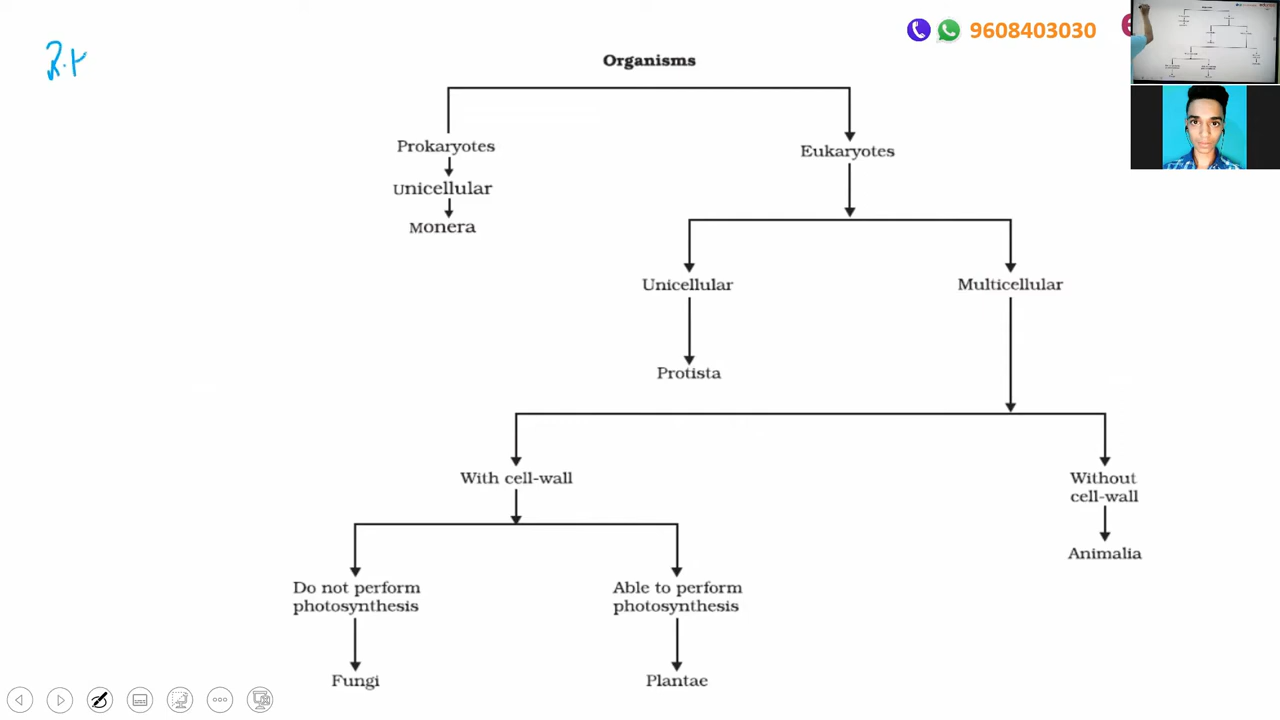 9608403030
Organisms
Prokaryotes
Eukaryotes
Unicellular
Monera
Unicellular
Multicellular
Protista
With cell-wall
Without
cell-wall
Animalia
Do not perform
photosynthesis
Able to perform
photosynthesis
Fungi
Plantae